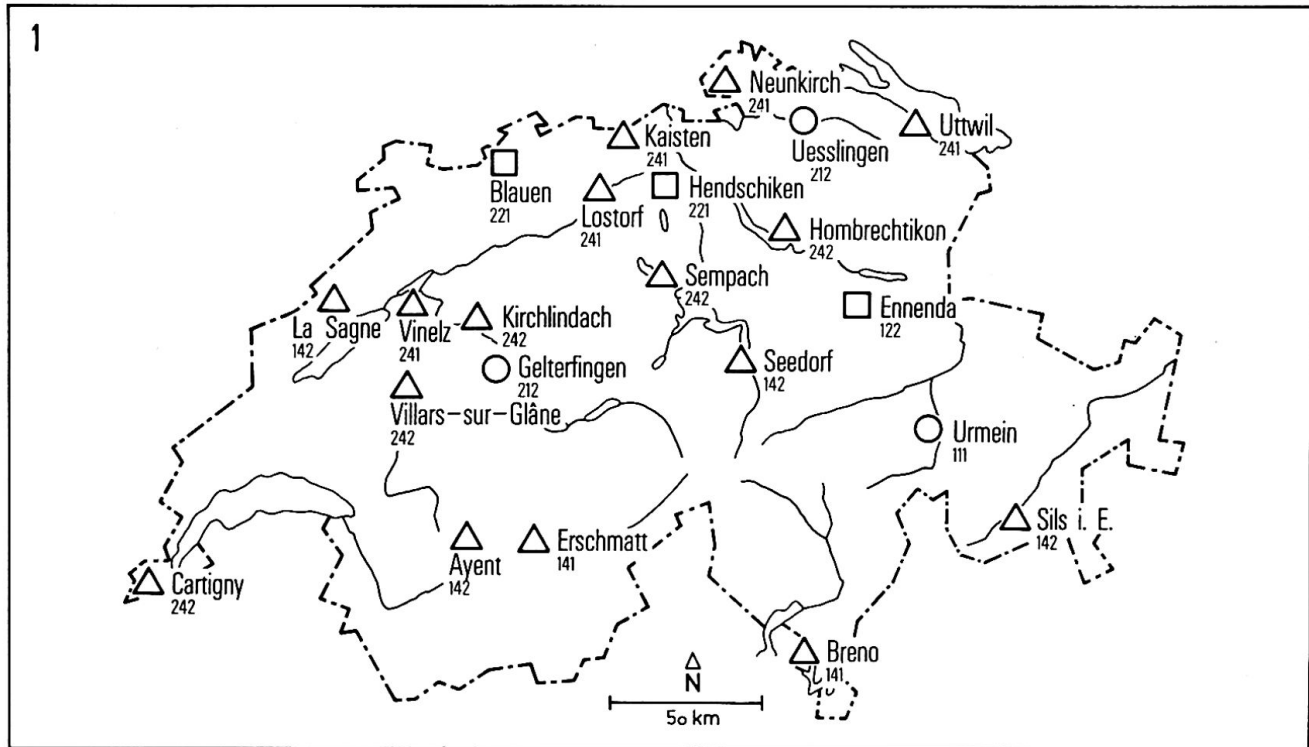 1
Neunkirch
241
Uttwil
241
Kaisten
241
Uesslingen
212
Blauen
221
Hendschiken
221
Lostorf
241
Hombrechtikon
242
Sempach
242
Ennenda
122
La Sagne
142
Vinelz
241
Kirchlindach
242
Gelterfingen
212
Seedorf
142
Villars-sur-Glâne
242
Urmein
111
Sils i. E.
142
Ayent
142
Erschmatt
141
Cartigny
242
Breno
141
N
50 km